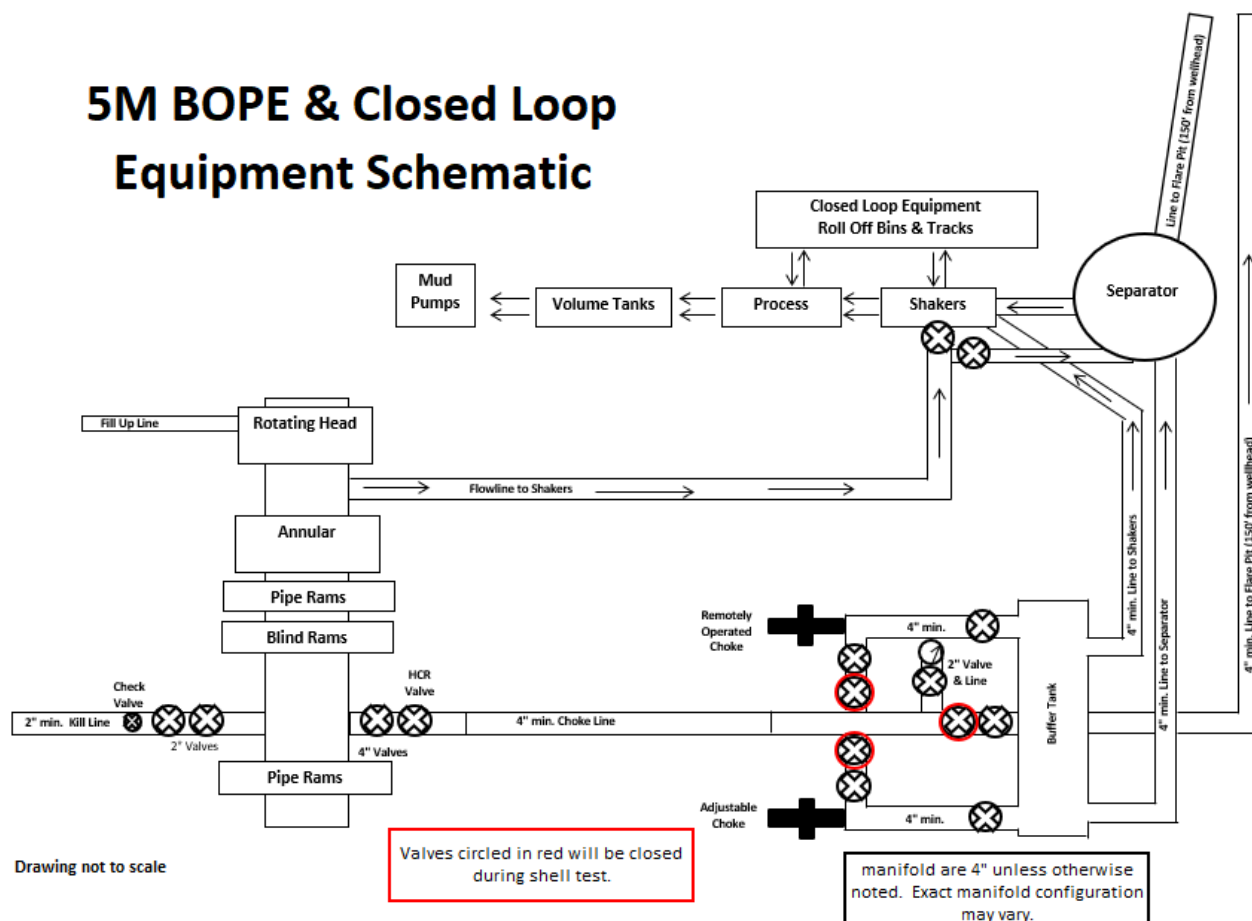 5M BOPE & Closed Loop
Equipment Schematic
Line to Flare Pit (150' from wellhead)
Closed Loop Equipment
Roll Off Bins & Tracks
Mud
Pumps
Volume Tanks
Process
Shakers
Separator
Fill Up Line
Rotating Head
Flowline to Shakers
Annular
Pipe Rams
Blind Rams
Check
Valve
2" min. Kill Line
2" Valves
HCR
Valve
4" Valves
4" min. Choke Line
Pipe Rams
Remotely
Operated
Choke
4" min.
2" Valve
& Line
Buffer Tank
4" min. Line to Shakers
4" min. Line to Separator
4" min. Line to Flare Pit (150' from wellhead)
Adjustable
Choke
4" min.
Drawing not to scale
Valves circled in red will be closed
during shell test.
manifold are 4" unless otherwise
noted. Exact manifold configuration
may vary.